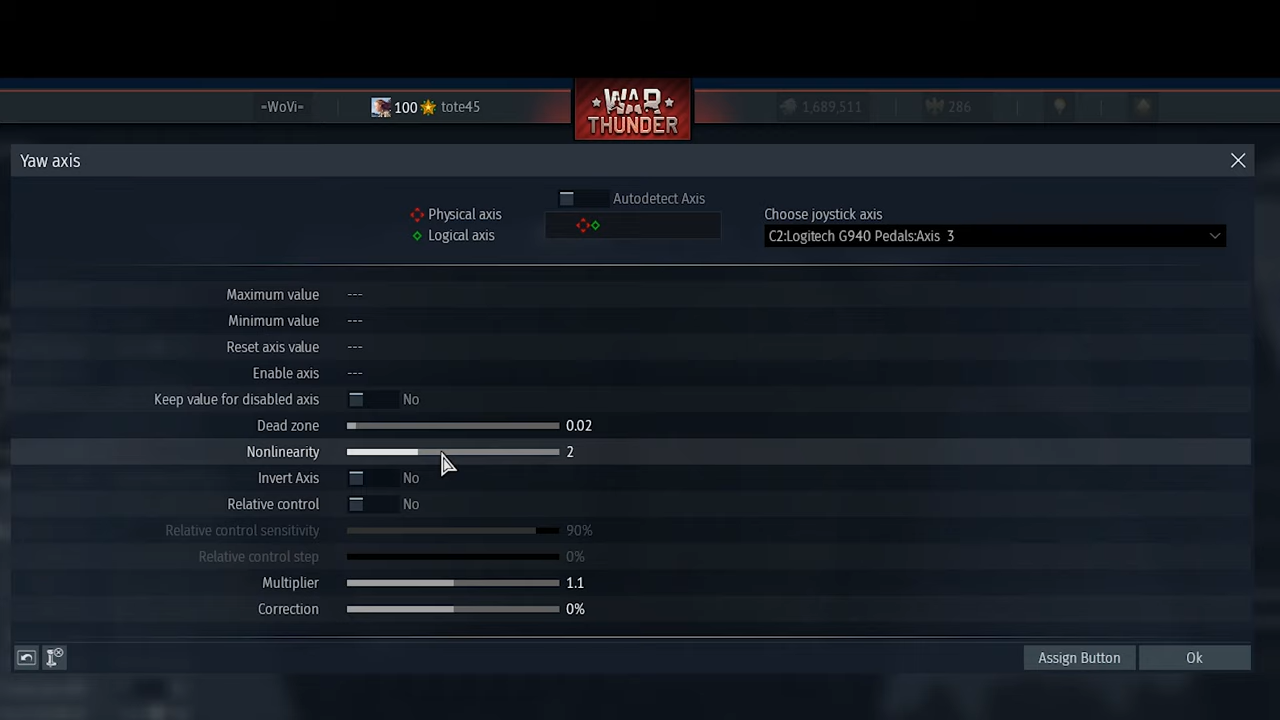 =WoVi=
100 tote45
WAR
THUNDER
1,689,511
286
Yaw axis
Autodetect Axis
Physical axis
Logical axis
Choose joystick axis
C2:Logitech G940 Pedals:Axis 3
Maximum value ---
Minimum value ---
Reset axis value ---
Enable axis ---
Keep value for disabled axis No
Dead zone 0.02
Nonlinearity 2
Invert Axis No
Relative control No
Relative control sensitivity 90%
Relative control step 0%
Multiplier 1.1
Correction 0%
Assign Button
Ok